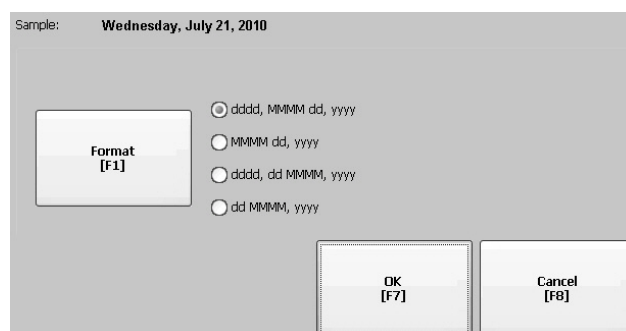 Sample: Wednesday, July 21, 2010
dddd, MMMM dd, yyyy
MMMM dd, yyyy
Format
[F1]
dddd, dd MMMM, yyyy
dd MMMM, yyyy
OK
[F7]
Cancel
[F8]